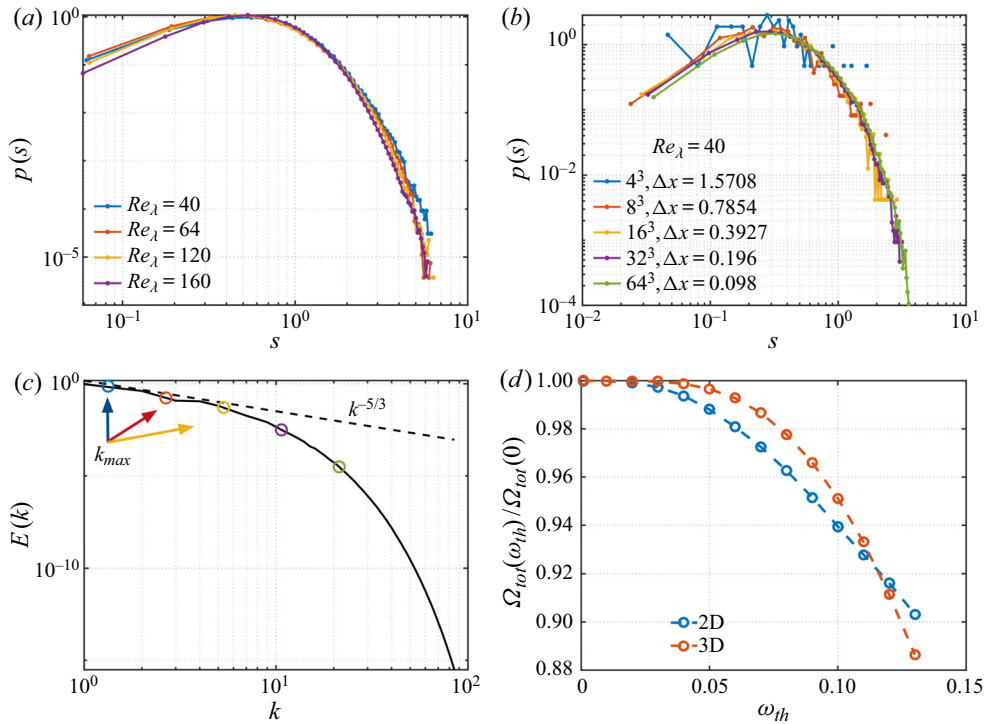 (a)
10^0
10^-5
p(s)
Re_λ = 40
Re_λ = 64
Re_λ = 120
Re_λ = 160
10^-1
10^0
10^1
s
(b)
10^0
10^-2
10^-4
p(s)
Re_λ = 40
4^3, Δx = 1.5708
8^3, Δx = 0.7854
16^3, Δx = 0.3927
32^3, Δx = 0.196
64^3, Δx = 0.098
10^-2
10^-1
10^0
10^1
s
(c)
10^0
10^-10
E(k)
k^-5/3
k_max
10^0
10^1
10^2
k
(d)
1.00
0.98
0.96
0.94
0.92
0.90
0.88
Ω_tot(ω_th)/Ω_tot(0)
2D
3D
0
0.05
0.10
0.15
ω_th